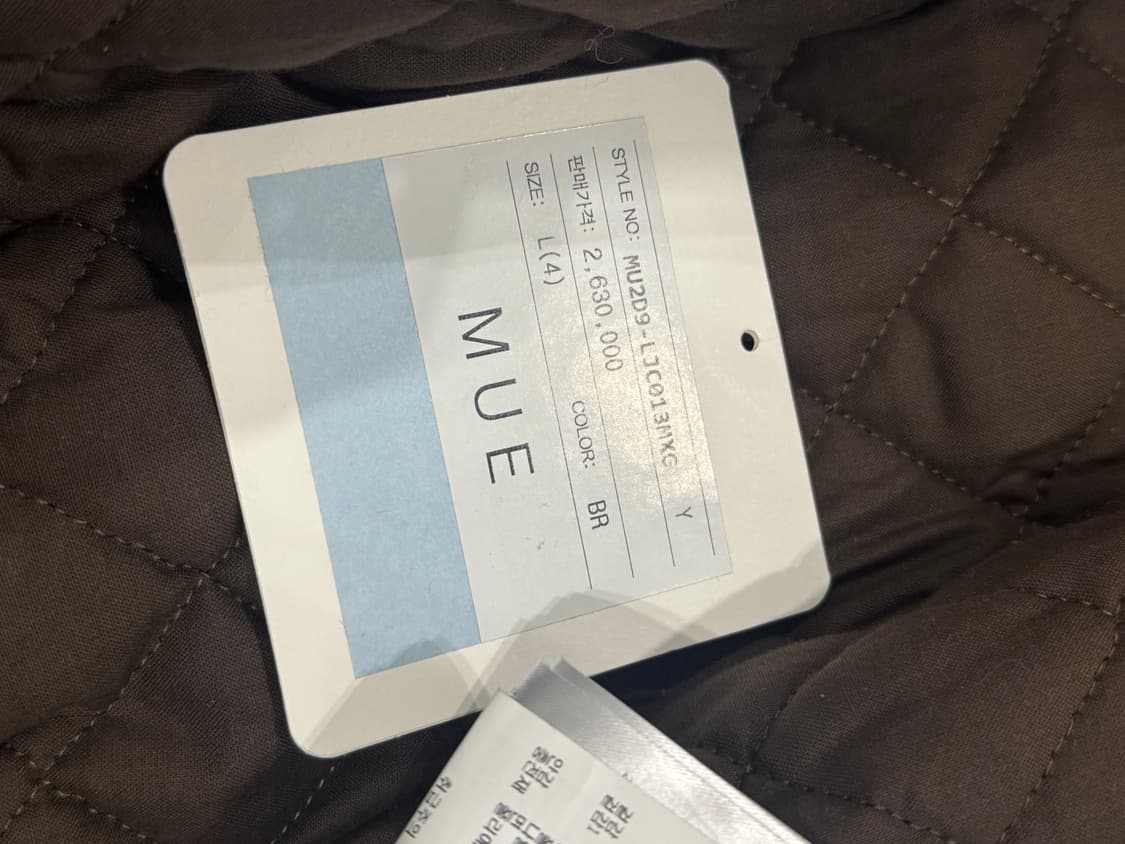 STYLE NO: MU2D9-LJC013MXG Y
판매가격: 2,630,000
SIZE: L(4) COLOR: BR
MUE